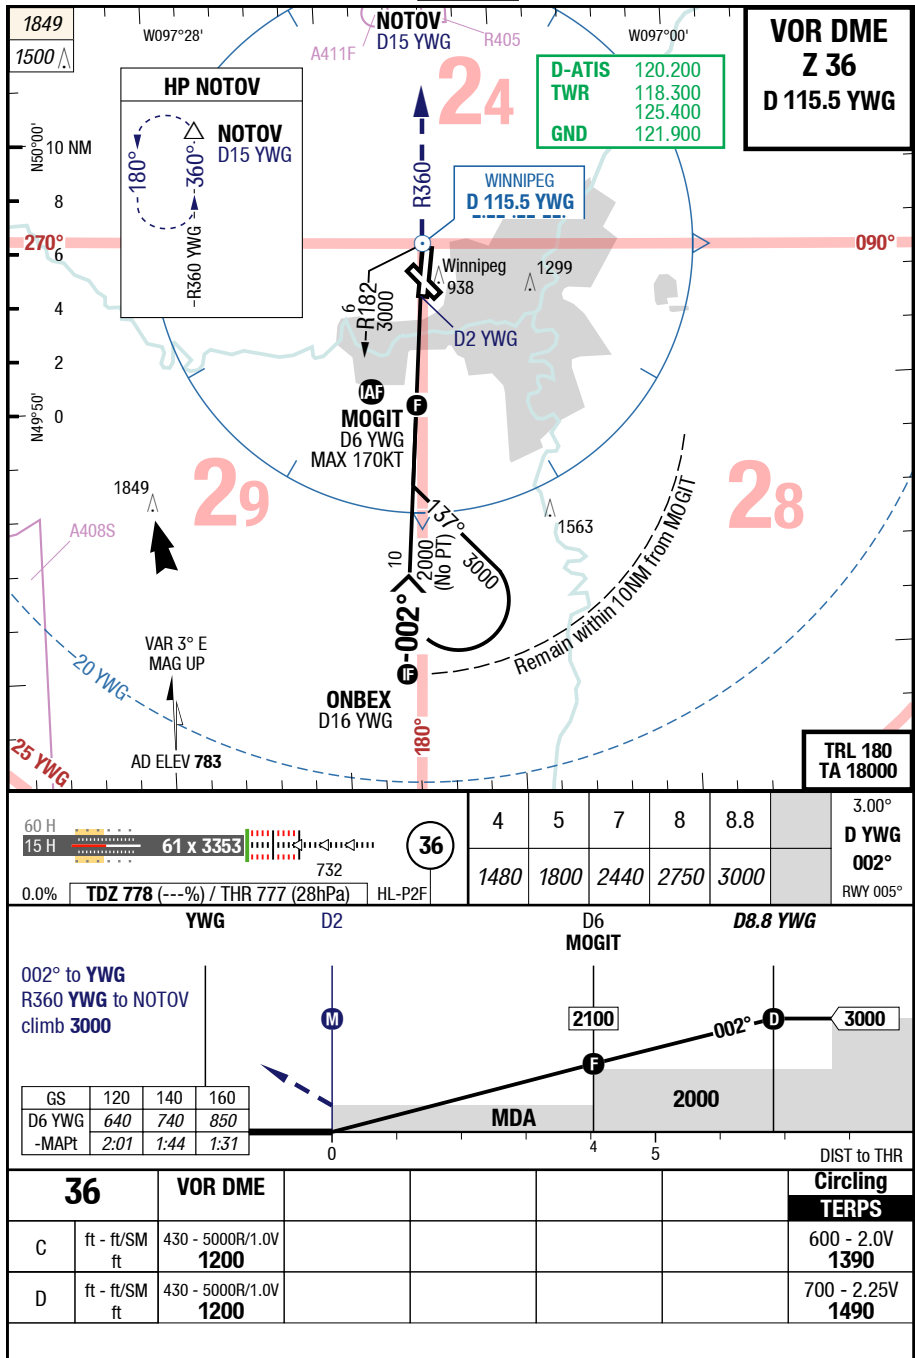 1849
1500
W097°28'
NOTOV
D15 YWG
A411F
R405
W097°00'
VOR DME
Z 36
D 115.5 YWG
D-ATIS 120.200
TWR 118.300
125.400
GND 121.900
24
HP NOTOV
NOTOV
D15 YWG
180°
360°
R360 YWG
N50°00'
10 NM
8
6
4
2
0
N49°50'
270°
090°
R360
WINNIPEG
D 115.5 YWG
Winnipeg
938
1299
6
R182
3000
D2 YWG
IAF
MOGIT
D6 YWG
MAX 170KT
F
1849
29
28
A408S
1563
137°
3000
10
2000
(No PT)
002°
Remain within 10NM from MOGIT
IF
ONBEX
D16 YWG
180°
VAR 3° E
MAG UP
AD ELEV 783
20 YWG
25 YWG
TRL 180
TA 18000
60 H
15 H
61 x 3353
732
36
0.0%
TDZ 778 (---%) / THR 777 (28hPa)
HL-P2F
4 5 7 8 8.8
1480 1800 2440 2750 3000
3.00°
D YWG
002°
RWY 005°
YWG D2 D6 D8.8 YWG
MOGIT
002° to YWG
R360 YWG to NOTOV
climb 3000
M
2100
002°
D
3000
F
MDA
2000
GS 120 140 160
D6 YWG 640 740 850
-MAPt 2:01 1:44 1:31
0 4 5
DIST to THR
36 VOR DME Circling
TERPS
C ft - ft/SM 430 - 5000R/1.0V 600 - 2.0V
ft 1200 1390
D ft - ft/SM 430 - 5000R/1.0V 700 - 2.25V
ft 1200 1490